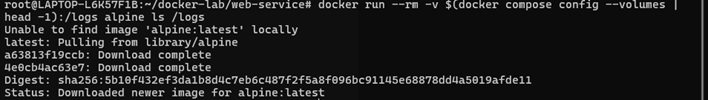 root@LAPTOP-L6K57F1B:~/docker-lab/web-service# docker run --rm -v $(docker compose config --volumes |
head -1):/logs alpine ls /logs
Unable to find image 'alpine:latest' locally
latest: Pulling from library/alpine
a63813f19ccb: Download complete
4e0cb4ac63e7: Download complete
Digest: sha256:5b10f432ef3da1b8d4c7eb6c487f2f5a8f096bc91145e68878dd4a5019afde11
Status: Downloaded newer image for alpine:latest